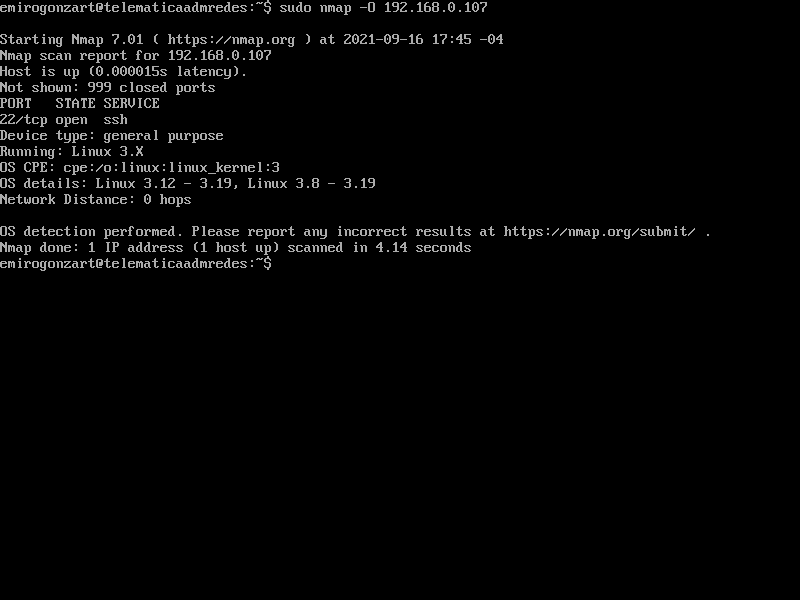 emirogonzart@telematicaadmredes:~$ sudo nmap -O 192.168.0.107
Starting Nmap 7.01 ( https://nmap.org ) at 2021-09-16 17:45 -04
Nmap scan report for 192.168.0.107
Host is up (0.000015s latency).
Not shown: 999 closed ports
PORT   STATE SERVICE
22/tcp open  ssh
Device type: general purpose
Running: Linux 3.X
OS CPE: cpe:/o:linux:linux_kernel:3
OS details: Linux 3.12 - 3.19, Linux 3.8 - 3.19
Network Distance: 0 hops
OS detection performed. Please report any incorrect results at https://nmap.org/submit/ .
Nmap done: 1 IP address (1 host up) scanned in 4.14 seconds
emirogonzart@telematicaadmredes:~$